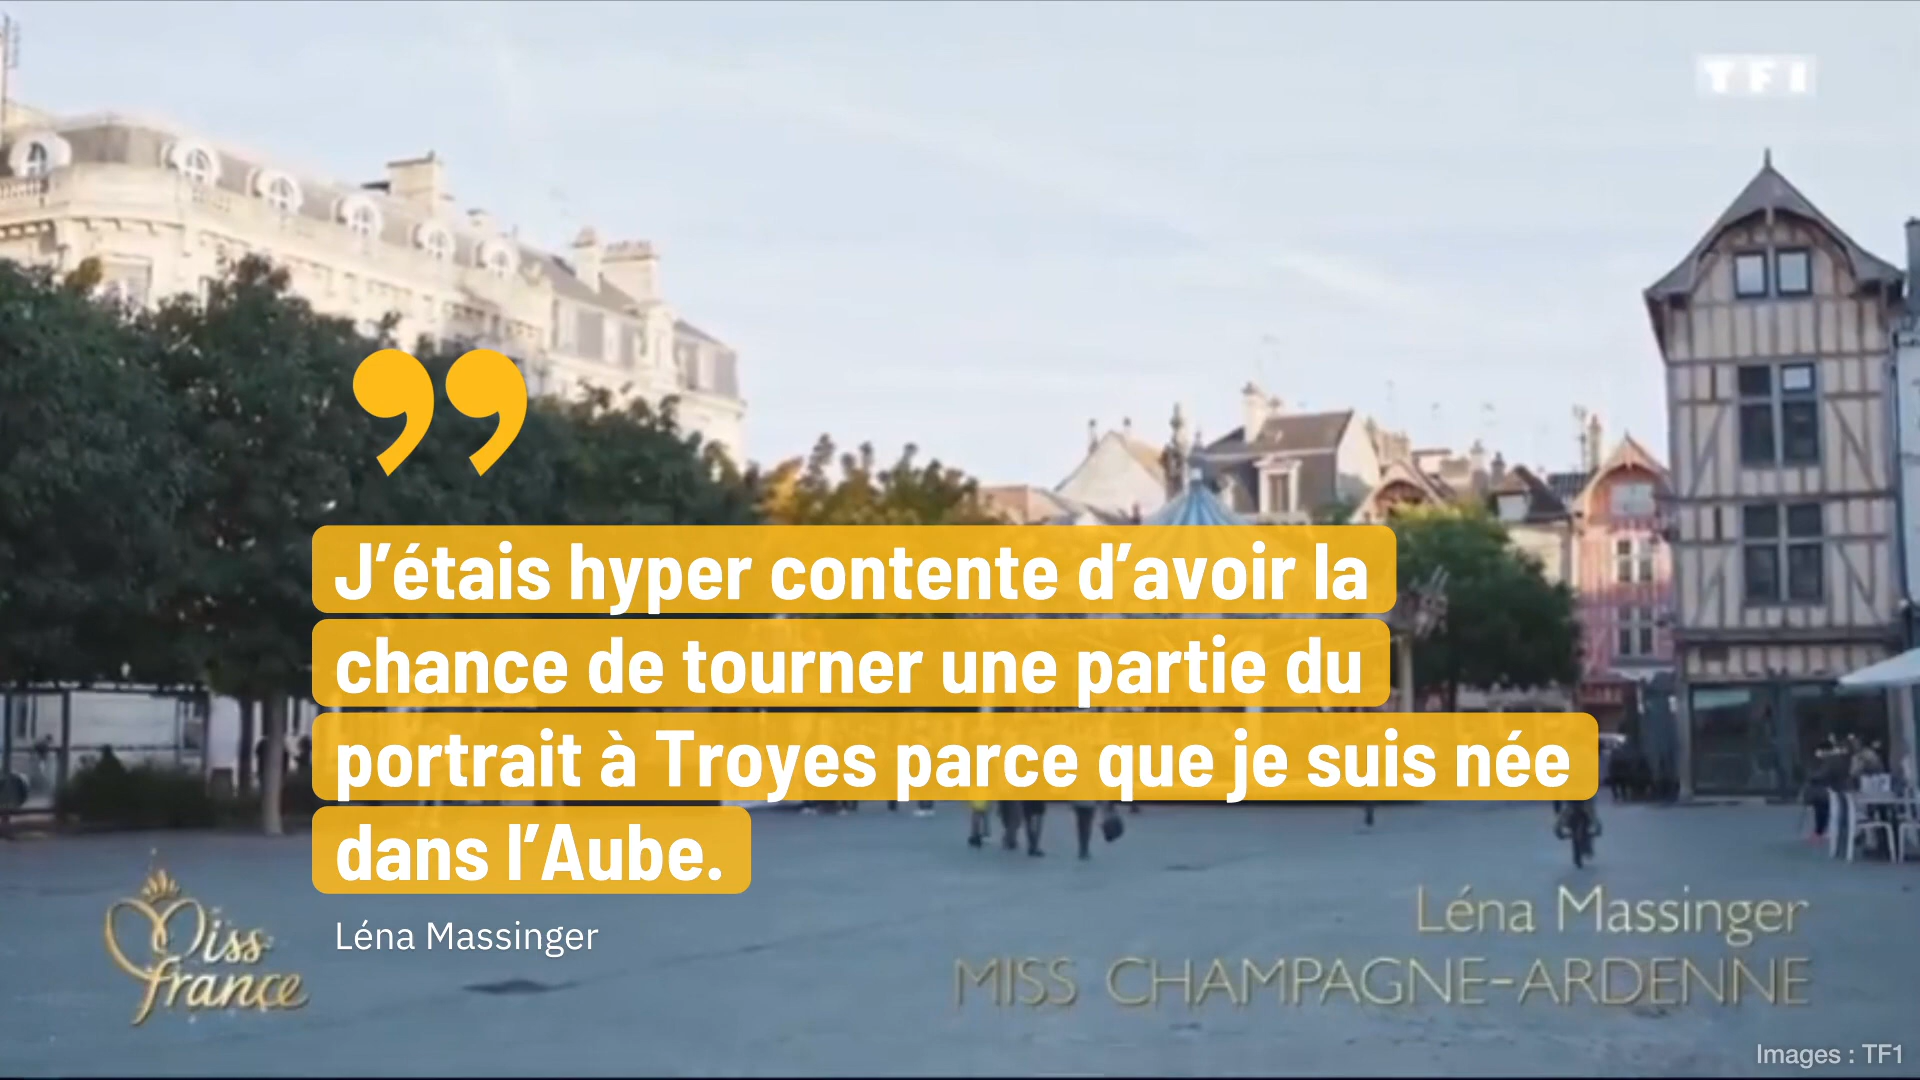 TF1
”
J’étais hyper contente d’avoir la
chance de tourner une partie du
portrait à Troyes parce que je suis née
dans l’Aube.
Léna Massinger
Miss
france
Léna Massinger
MISS CHAMPAGNE-ARDENNE
Images : TF1